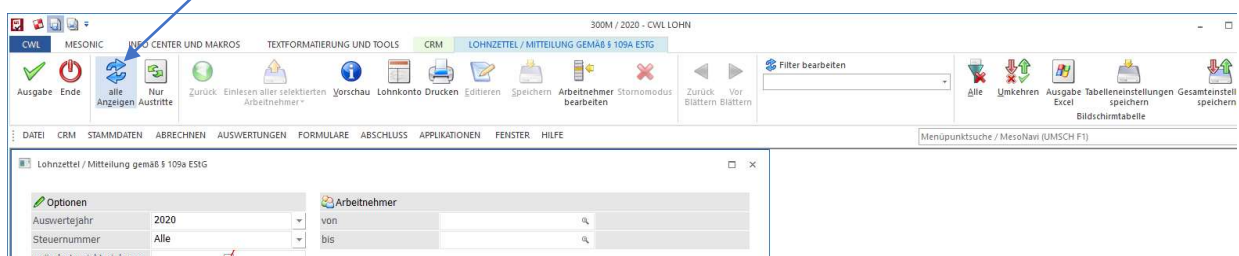 300M / 2020 - CWL LOHN
CWL MESONIC INFO CENTER UND MAKROS TEXTFORMATIERUNG UND TOOLS CRM LOHNZETTEL / MITTEILUNG GEMÄß § 109A ESTG
Ausgabe Ende alle Anzeigen Nur Austritte Zurück Einlesen aller selektierten Arbeitnehmer Vorschau Lohnkonto Drucken Editieren Speichern Arbeitnehmer bearbeiten Stornomodus Zurück Blättern Vor Blättern Filter bearbeiten Alle Umkehren Ausgabe Excel Tabelleneinstellungen speichern Gesamteinstell speichern
Bildschirmtabelle
DATEI CRM STAMMDATEN ABRECHNEN AUSWERTUNGEN FORMULARE ABSCHLUSS APPLIKATIONEN FENSTER HILFE Menüpunktsuche / MesoNavi (UMSCH F1)
Lohnzettel / Mitteilung gemäß § 109a EStG
Optionen Arbeitnehmer
Auswertejahr 2020 von
Steuernummer Alle bis